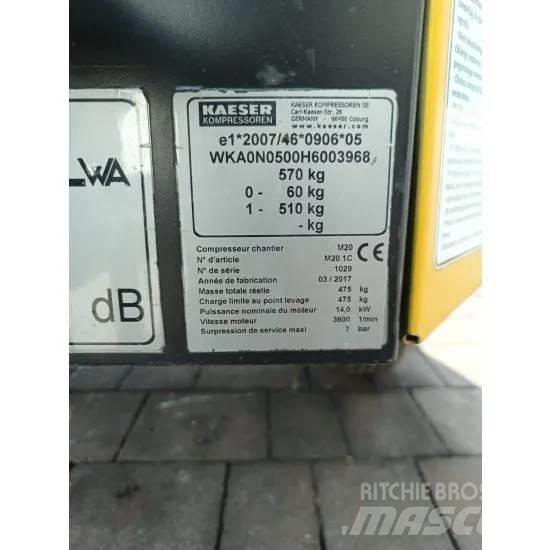 KAESER
KOMPRESSOREN
KAESER KOMPRESSOREN SE
Carl-Kaeser-Str. 26
GERMANY - 96450 Coburg
www.kaeser.com
e1*2007/46*0906*05
WKA0N0500H6003968
570 kg
0 - 60 kg
1 - 510 kg
- kg
Compresseur chantier M20
N° d'article M20.1C
N° de série 1029
Année de fabrication 03 / 2017
Masse totale réelle 475 kg
Charge limite au point levage 475 kg
Puissance nominale du moteur 14,0 kW
Vitesse moteur 3600 1/min
Surpression de service maxi ? bar
CE
LWA
dB
RITCHIE BROS
MASCUS